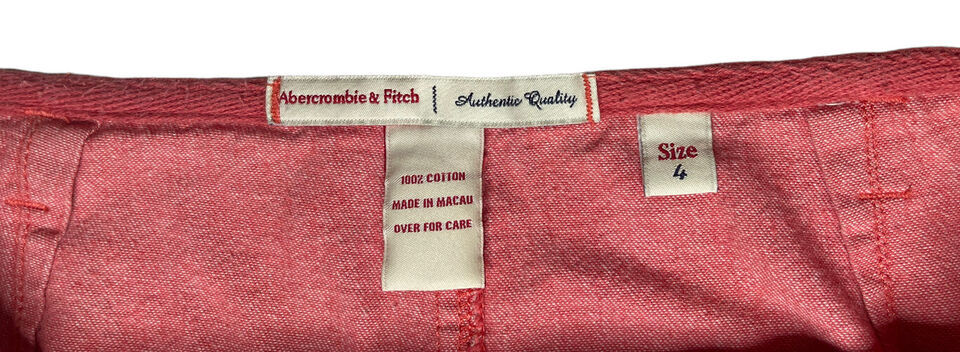 Abercrombie & Fitch | Authentic Quality
100% COTTON
MADE IN MACAU
OVER FOR CARE
Size
4